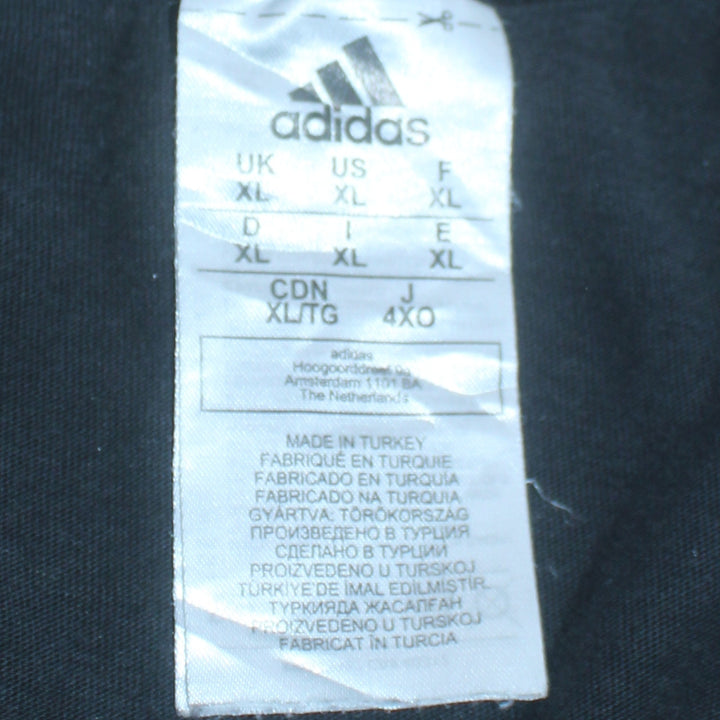 adidas
UK US F
XL XL XL
D I E
XL XL XL
CDN J
XL/TG 4XO
adidas
Hoogoorddreef 9a
Amsterdam 1101 BA
The Netherlands
MADE IN TURKEY
FABRIQUÉ EN TURQUIE
FABRICADO EN TURQUIA
FABRICADO NA TURQUIA
GYÁRTVA: TÖRÖKORSZÁG
ПРОИЗВЕДЕНО В ТУРЦИЯ
СДЕЛАНО В ТУРЦИИ
PROIZVEDENO U TURSKOJ
TÜRKİYE'DE İMAL EDİLMİŞTİR.
ТУРКИЯДА ЖАСАЛҒАН
PROIZVEDENO U TURSKOJ
FABRICAT ÎN TURCIA